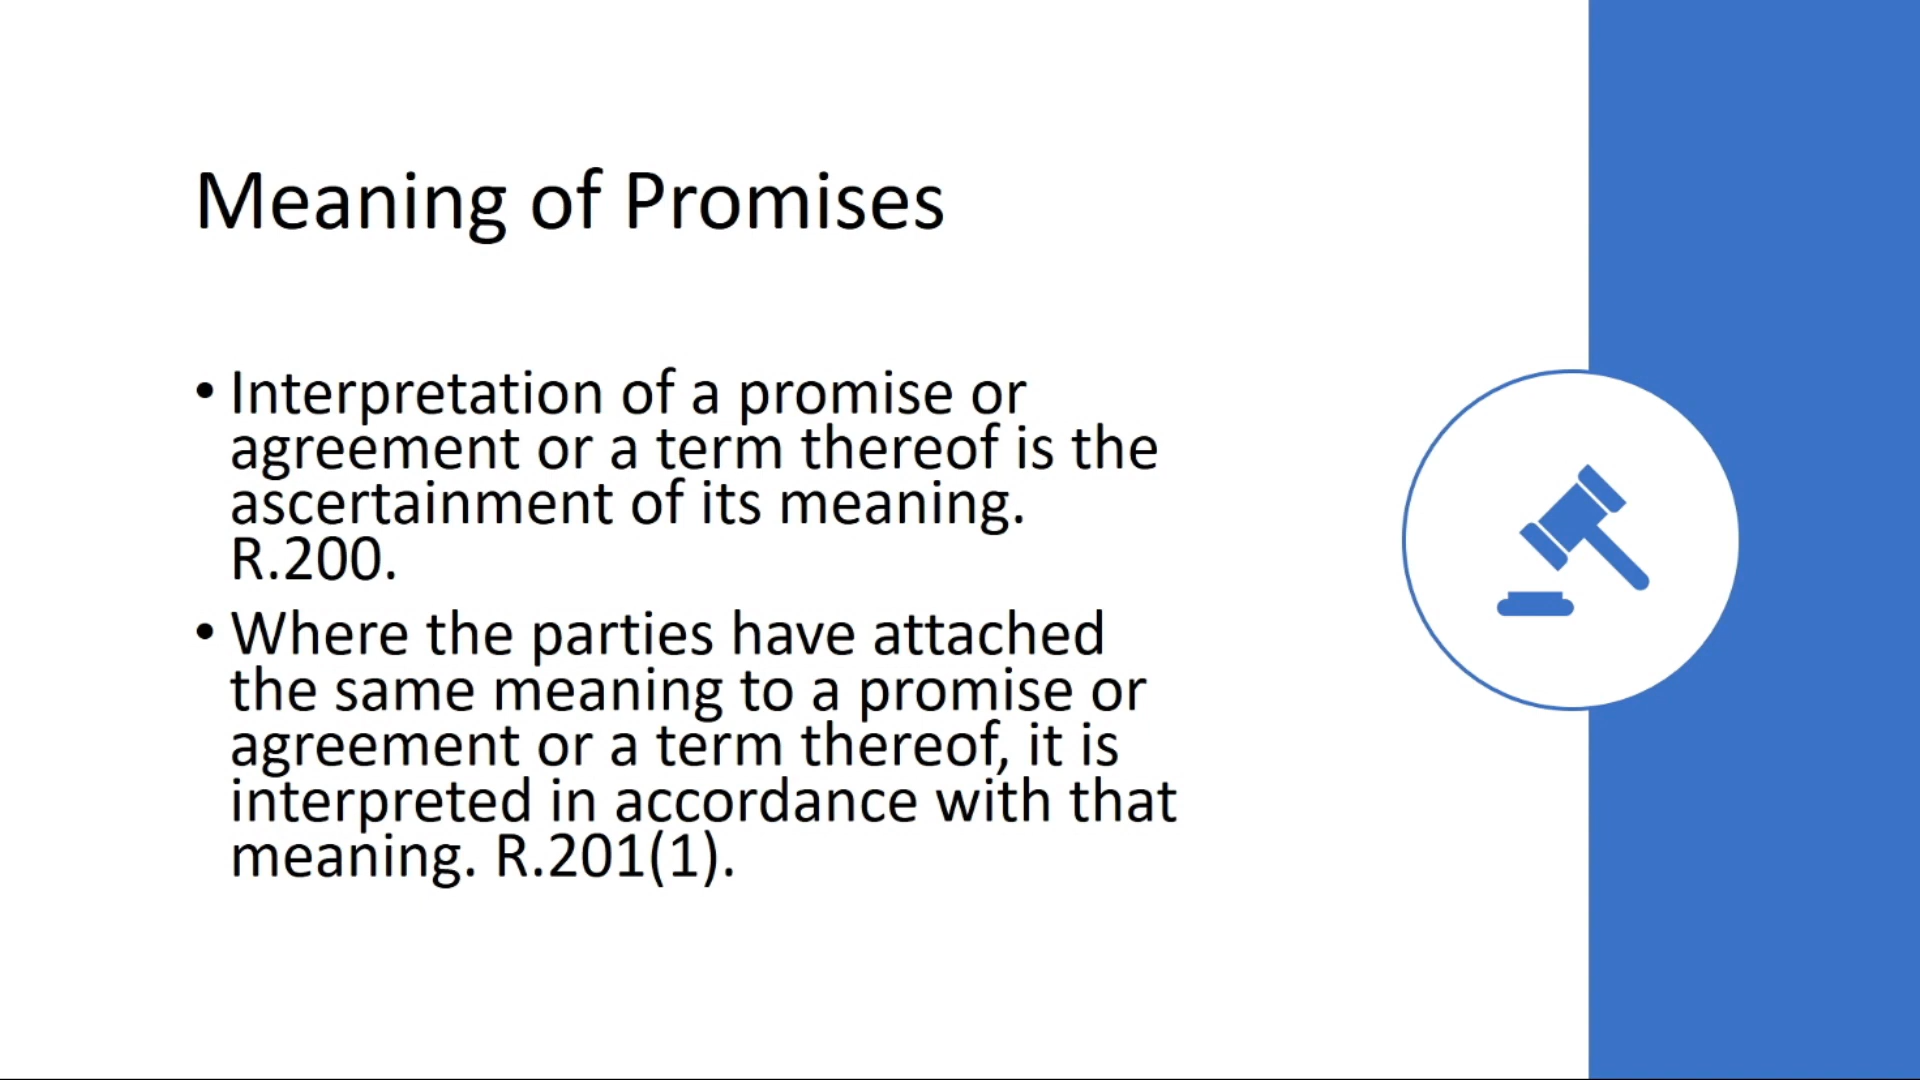 Meaning of Promises
• Interpretation of a promise or
agreement or a term thereof is the
ascertainment of its meaning.
R.200.
• Where the parties have attached
the same meaning to a promise or
agreement or a term thereof, it is
interpreted in accordance with that
meaning. R.201(1).